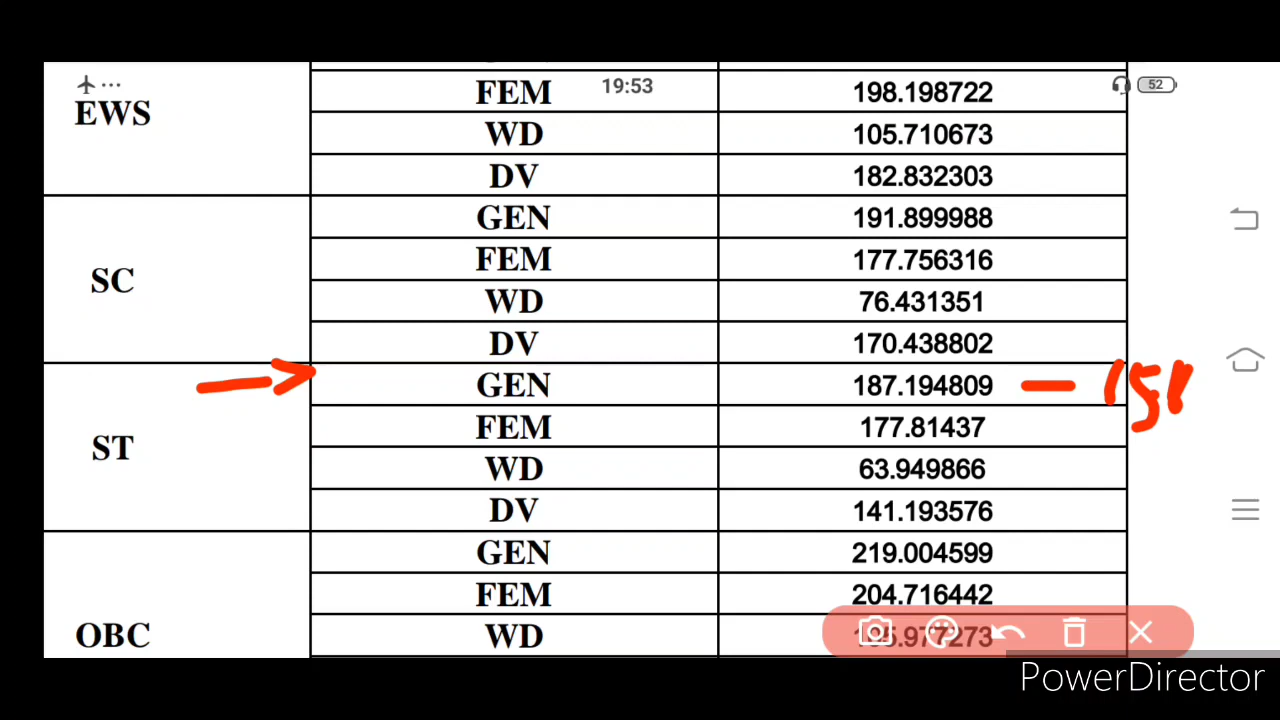 19:53
52
EWS
FEM 198.198722
WD 105.710673
DV 182.832303
SC
GEN 191.899988
FEM 177.756316
WD 76.431351
DV 170.438802
ST
GEN 187.194809
FEM 177.81437
WD 63.949866
DV 141.193576
OBC
GEN 219.004599
FEM 204.716442
WD
PowerDirector